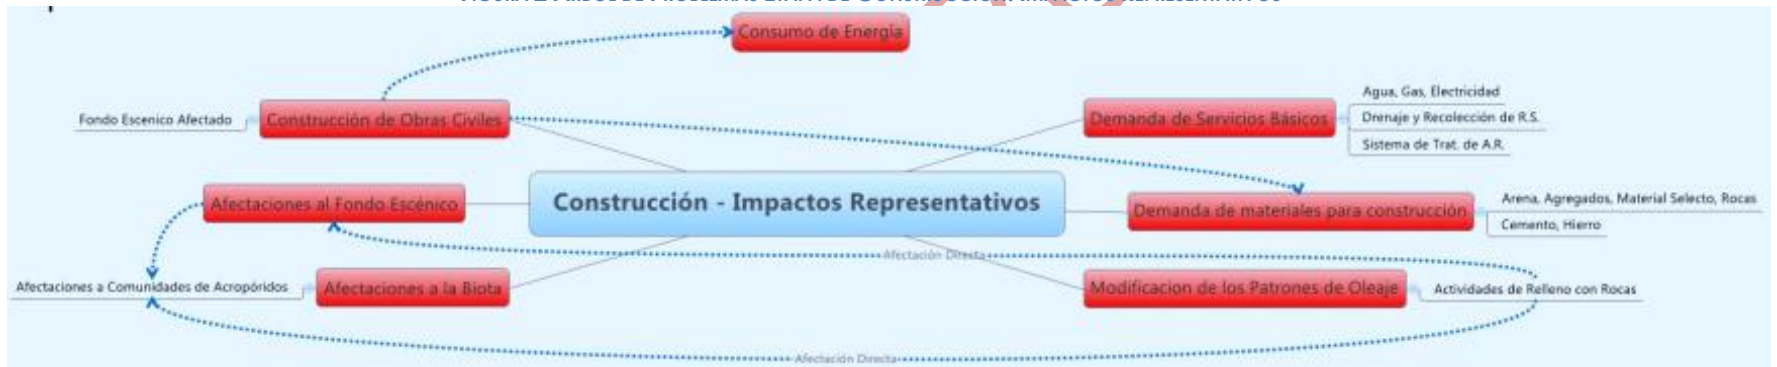 Consumo de Energía
Fondo Escenico Afectado
Construcción de Obras Civiles
Demanda de Servicios Básicos
Agua, Gas, Electricidad
Drenaje y Recolección de R.S.
Sistema de Trat. de A.R.
Afectaciones al Fondo Escénico
Construcción - Impactos Representativos
Demanda de materiales para construcción
Arena, Agregados, Material Selecto, Rocas
Cemento, Hierro
Afectación Directa
Afectaciones a Comunidades de Acropóridos
Afectaciones a la Biota
Modificacion de los Patrones de Oleaje
Actividades de Relleno con Rocas
Afectación Directa